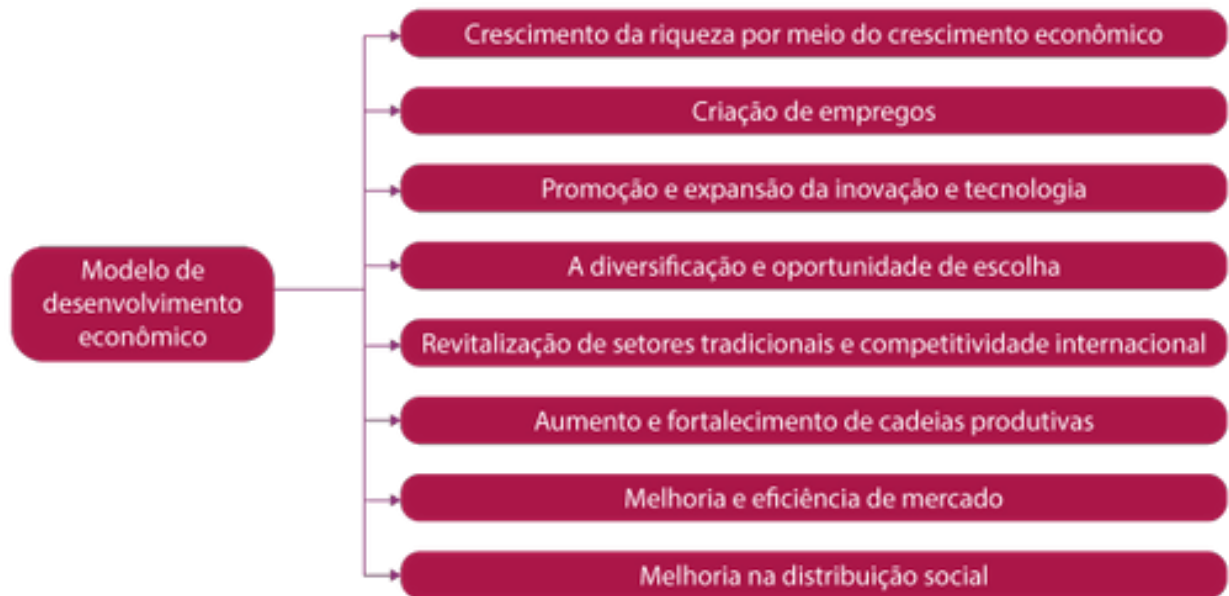 Crescimento da riqueza por meio do crescimento econômico
Criação de empregos
Promoção e expansão da inovação e tecnologia
A diversificação e oportunidade de escolha
Modelo de
desenvolvimento
econômico
Revitalização de setores tradicionais e competitividade internacional
Aumento e fortalecimento de cadeias produtivas
Melhoria e eficiência de mercado
Melhoria na distribuição social